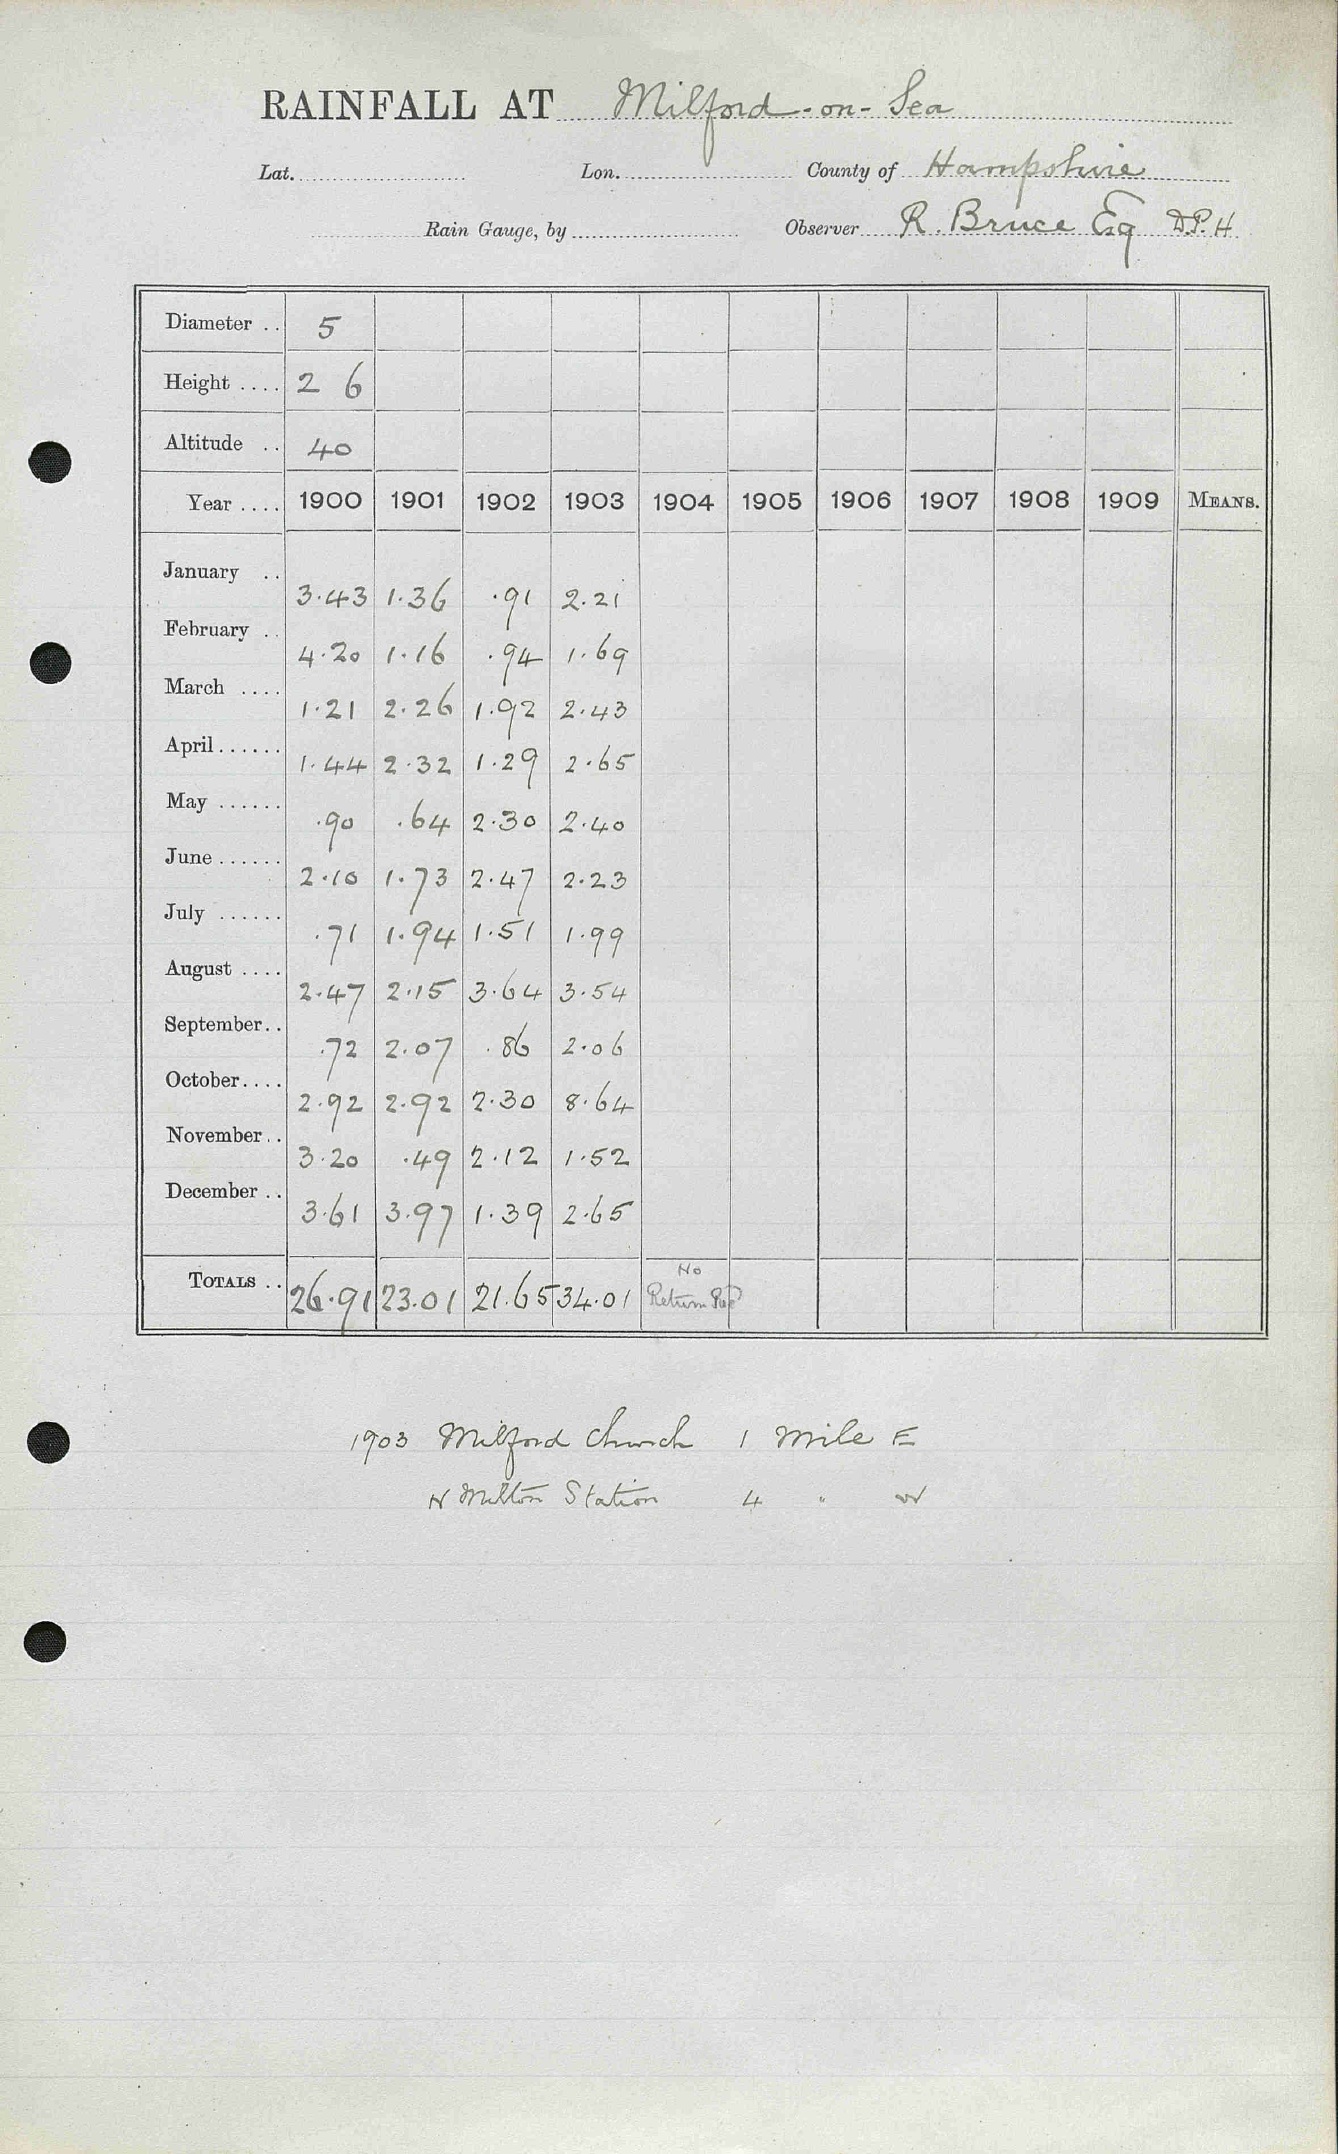 RAINFALL AT Milford-on-Sea
Lat. Lon. County of Hampshire
Rain Gauge, by Observer R. Bruce Esq D.P.H
Diameter .. 5
Height .... 2 6
Altitude .. 40
Year .... 1900 1901 1902 1903 1904 1905 1906 1907 1908 1909 MEANS.
January .. 3.43 1.36 .91 2.21
February .. 4.20 1.16 .94 1.69
March .... 1.21 2.26 1.92 2.43
April ...... 1.44 2.32 1.29 2.65
May ...... .90 .64 2.30 2.40
June ...... 2.10 1.73 2.47 2.23
July ...... .71 1.94 1.51 1.99
August .... 2.47 2.15 3.64 3.54
September .. .72 2.07 .86 2.06
October .... 2.92 2.92 2.30 8.64
November .. 3.20 .49 2.12 1.52
December .. 3.61 3.97 1.39 2.65
TOTALS .. 26.91 23.01 21.65 34.01 No Return Recd
1903 Milford Church 1 Mile E
N Milton Station 4 " W